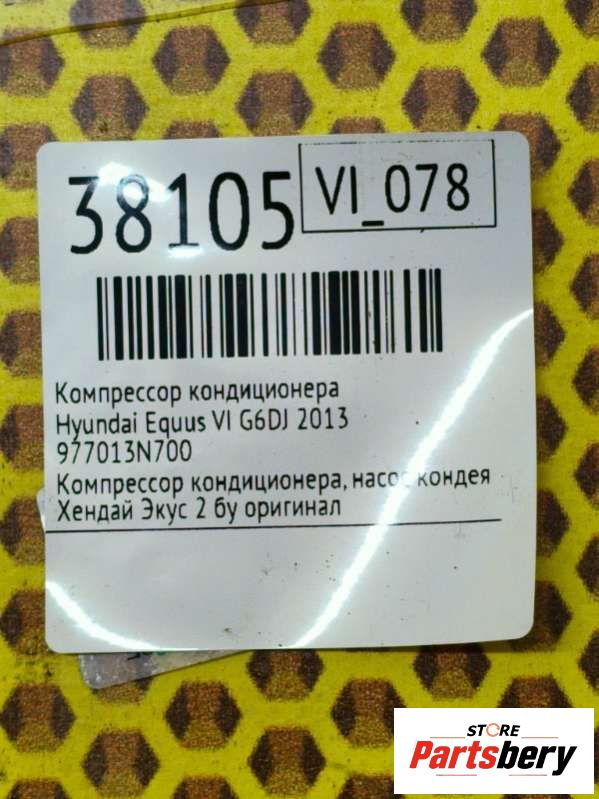 38105
VI_078
Компрессор кондиционера
Hyundai Equus VI G6DJ 2013
977013N700
Компрессор кондиционера, насос кондея
Хендай Экус 2 бу оригинал
STORE
Partsbery